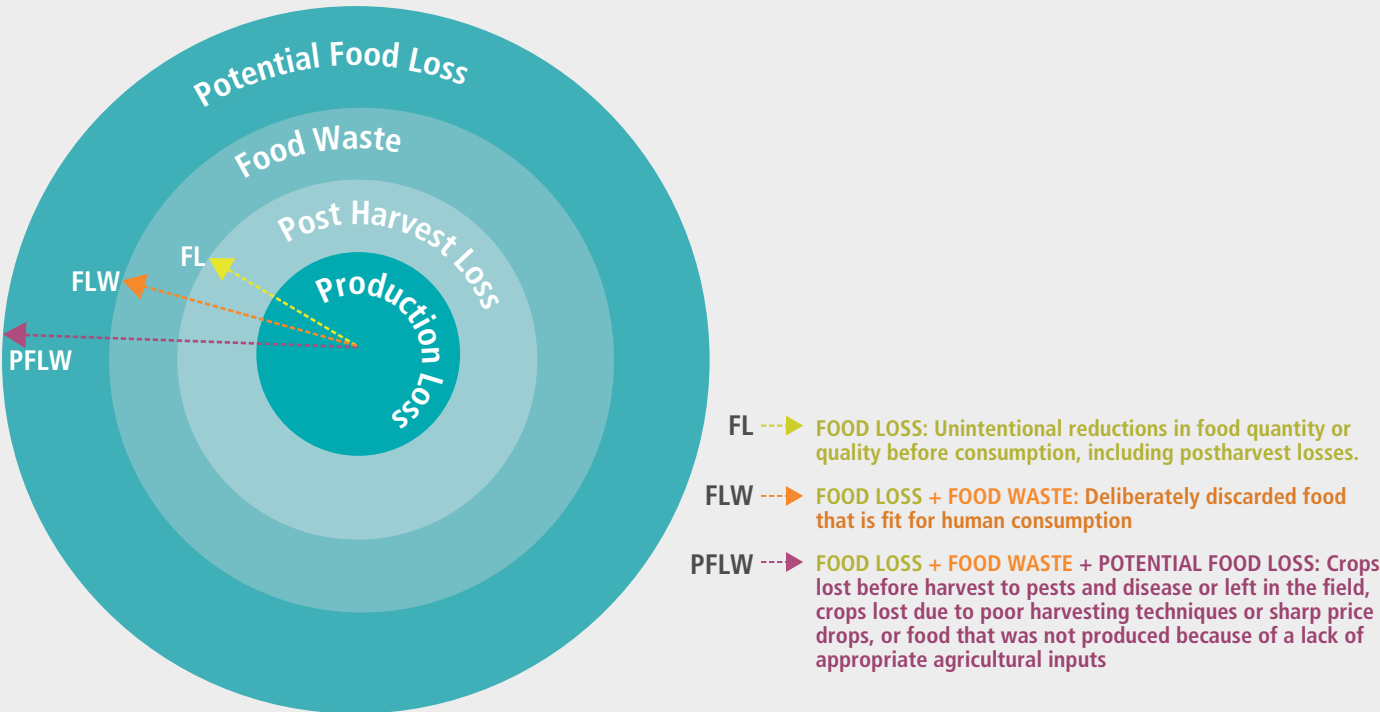 Potential Food Loss
Food Waste
Post Harvest Loss
Production Loss
FL
FLW
PFLW
FL
FOOD LOSS: Unintentional reductions in food quantity or
quality before consumption, including postharvest losses.
FLW
FOOD LOSS + FOOD WASTE: Deliberately discarded food
that is fit for human consumption
PFLW
FOOD LOSS + FOOD WASTE + POTENTIAL FOOD LOSS: Crops
lost before harvest to pests and disease or left in the field,
crops lost due to poor harvesting techniques or sharp price
drops, or food that was not produced because of a lack of
appropriate agricultural inputs